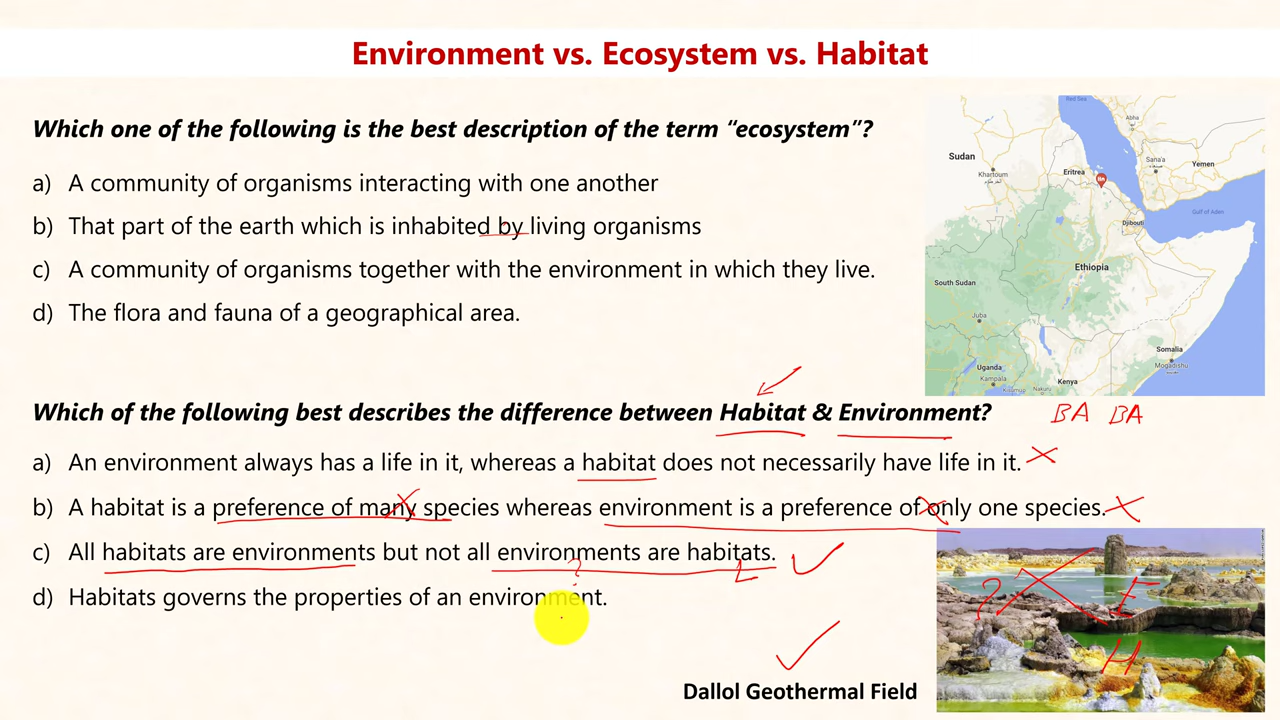 Environment vs. Ecosystem vs. Habitat
Which one of the following is the best description of the term “ecosystem”?
a) A community of organisms interacting with one another
b) That part of the earth which is inhabited by living organisms
c) A community of organisms together with the environment in which they live.
d) The flora and fauna of a geographical area.
Red Sea
Abha
Sudan
Khartoum
الخرطوم
Eritrea
Sana'a
صنعاء
Yemen
Gulf of Aden
Djibouti
Ethiopia
South Sudan
Juba
Uganda
Kampala
Kisumu
Nakuru
Kenya
Somalia
Mogadishu
Which of the following best describes the difference between Habitat & Environment?
BA BA
a) An environment always has a life in it, whereas a habitat does not necessarily have life in it.
b) A habitat is a preference of many species whereas environment is a preference of only one species.
c) All habitats are environments but not all environments are habitats.
d) Habitats governs the properties of an environment.
? E
H
Dallol Geothermal Field